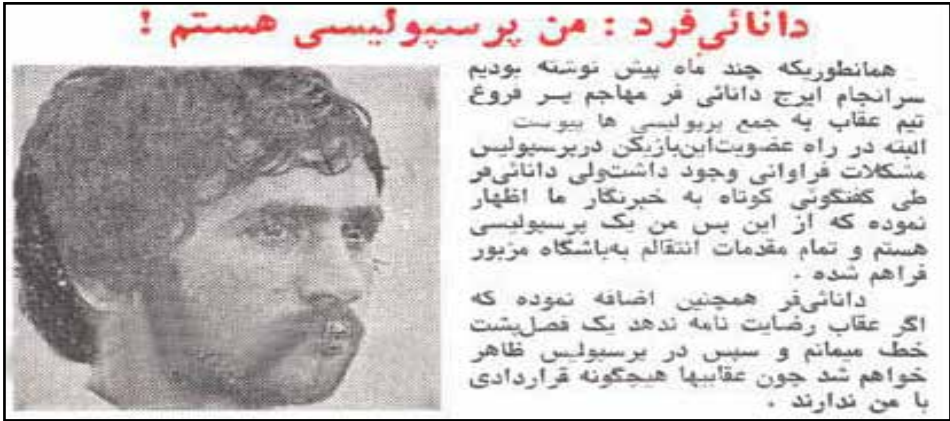 دانائی‌فرد : من پرسپولیسی هستم !
همانطوریکه چند ماه پیش نوشته بودیم
سرانجام ایرج دانائی فر مهاجم پر فروغ
تیم عقاب به جمع پرپولیسی ها پیوست
البته در راه عضویت‌این‌بازیکن درپرسپولیس
مشکلات فراوانی وجود داشت‌ولی دانائی‌فر
طی گفتگوئی کوتاه به خبرنگار ما اظهار
نموده که از این پس من یک پرسپولیسی
هستم و تمام مقدمات انتقالم به‌باشگاه مزبور
فراهم شده .
دانائی‌فر همچنین اضافه نموده که
اگر عقاب رضایت نامه ندهد یک فصل‌پشت
خط میمانم و سپس در پرسپولیس ظاهر
خواهم شد چون عقابیها هیچگونه قراردادی
با من ندارند .